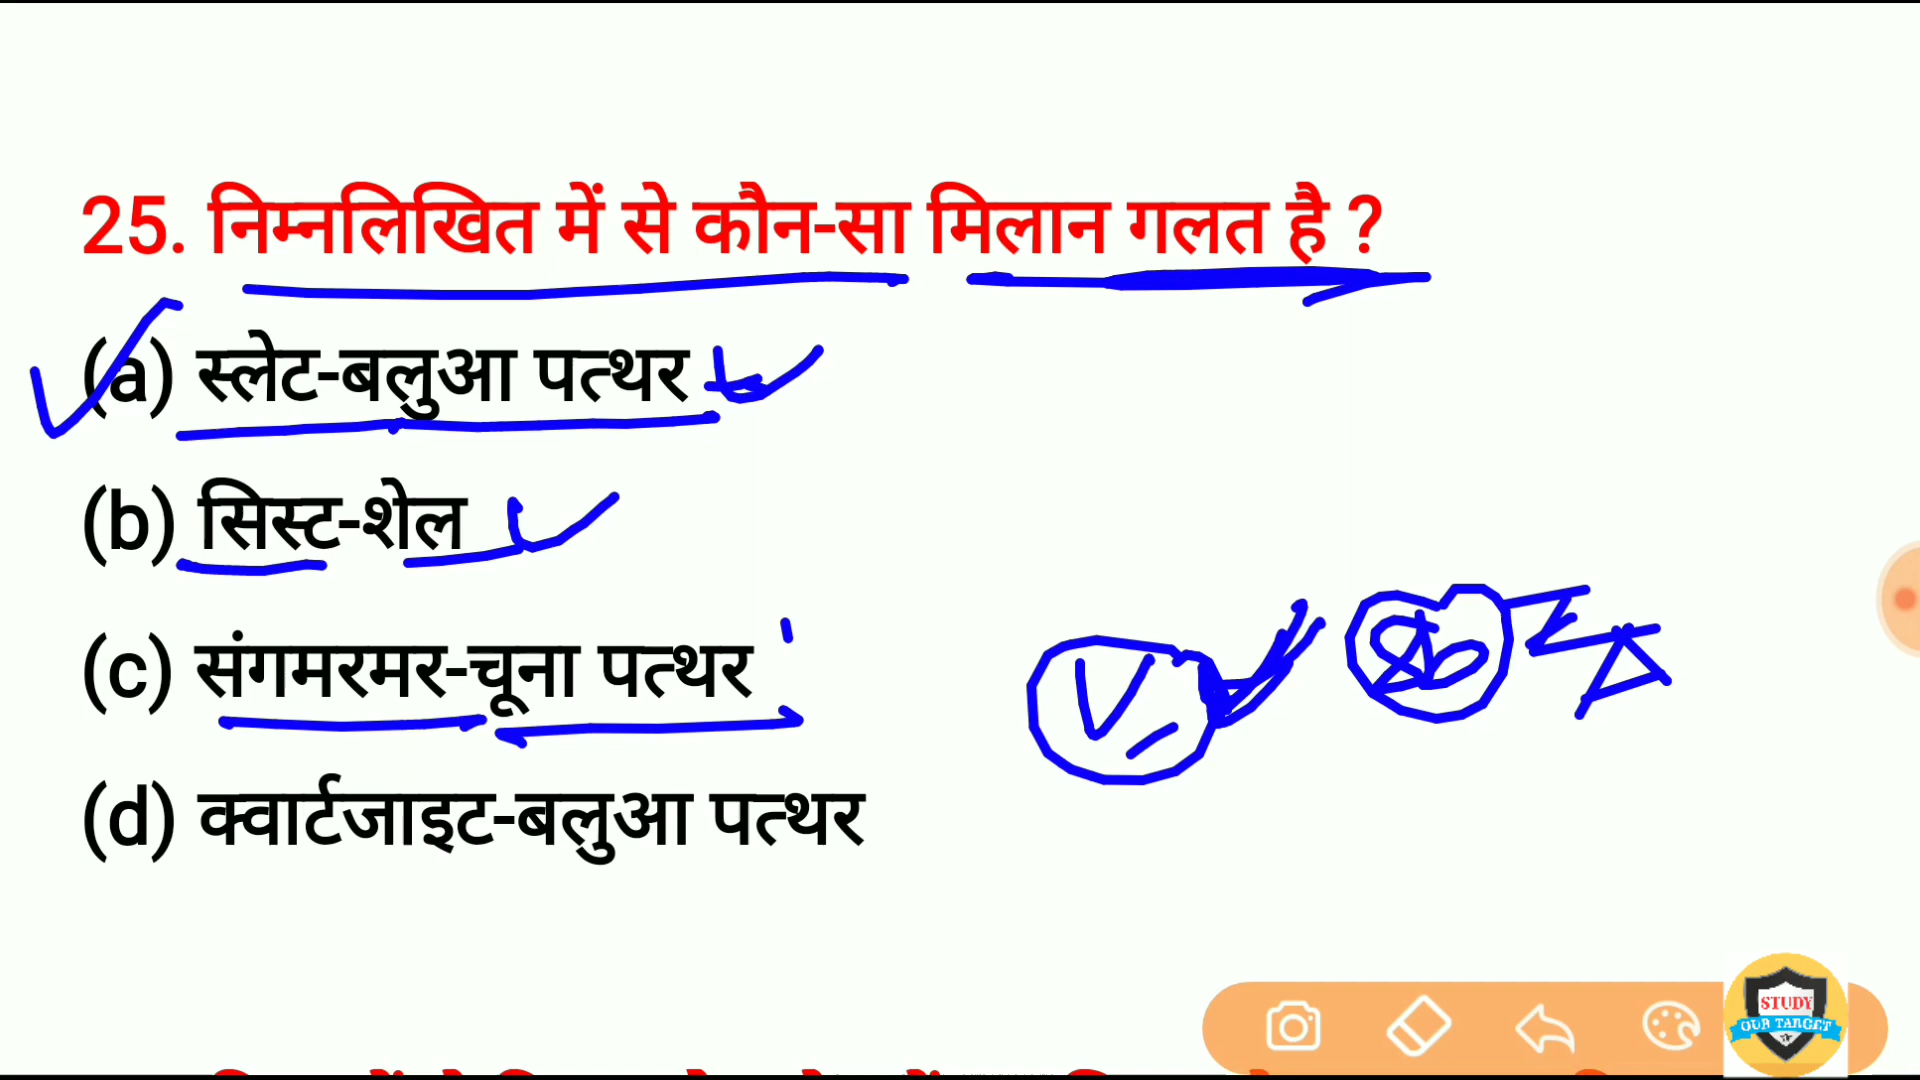 25. निम्नलिखित में से कौन-सा मिलान गलत है ?
(a) स्लेट-बलुआ पत्थर
(b) सिस्ट-शेल
(c) संगमरमर-चूना पत्थर
(d) क्वार्टजाइट-बलुआ पत्थर
STUDY
OUR TARGET